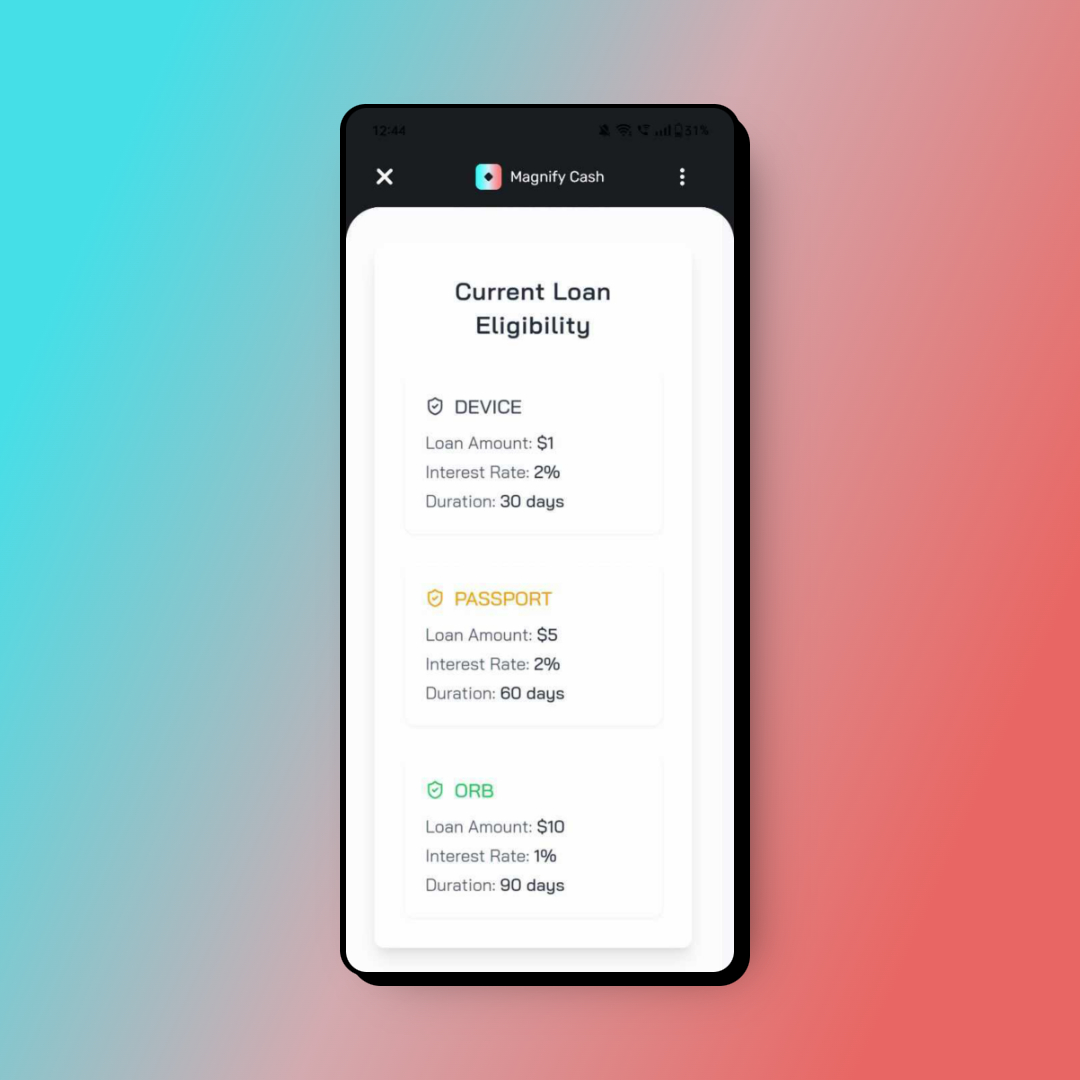 12:44
31%
Magnify Cash
Current Loan
Eligibility
DEVICE
Loan Amount: $1
Interest Rate: 2%
Duration: 30 days
PASSPORT
Loan Amount: $5
Interest Rate: 2%
Duration: 60 days
ORB
Loan Amount: $10
Interest Rate: 1%
Duration: 90 days